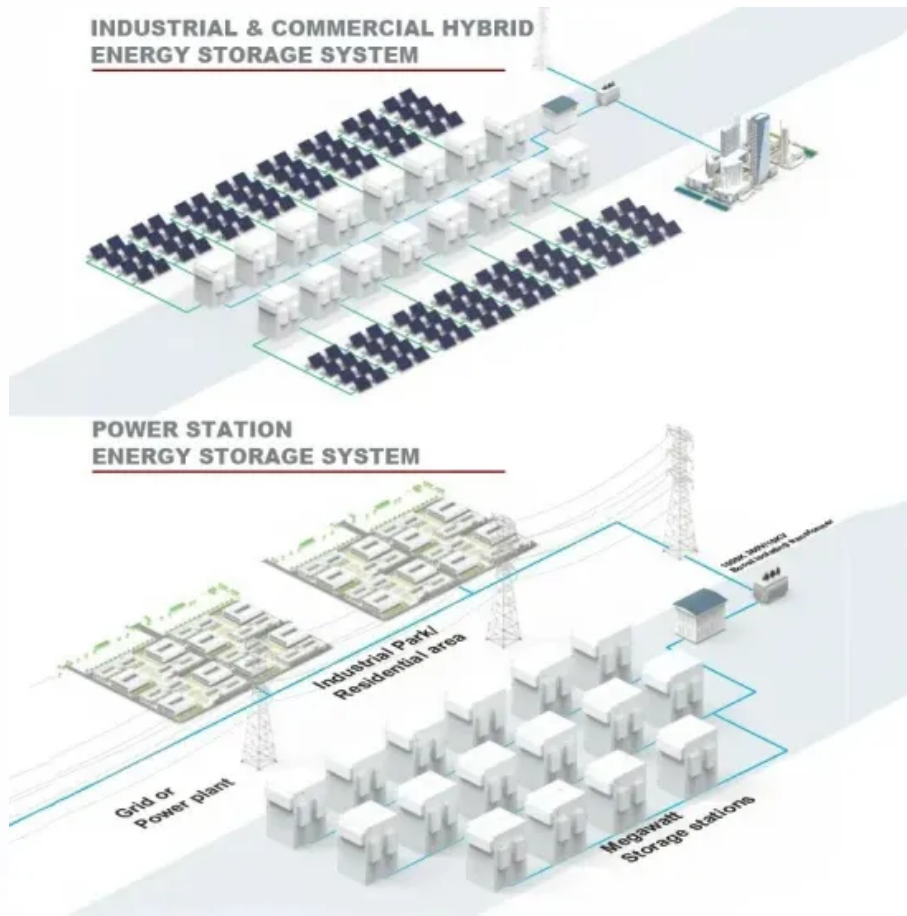 INDUSTRIAL & COMMERCIAL HYBRID
ENERGY STORAGE SYSTEM
POWER STATION
ENERGY STORAGE SYSTEM
Industrial Park/
Residential area
Grid or
Power plant
Megawatt
Storage stations